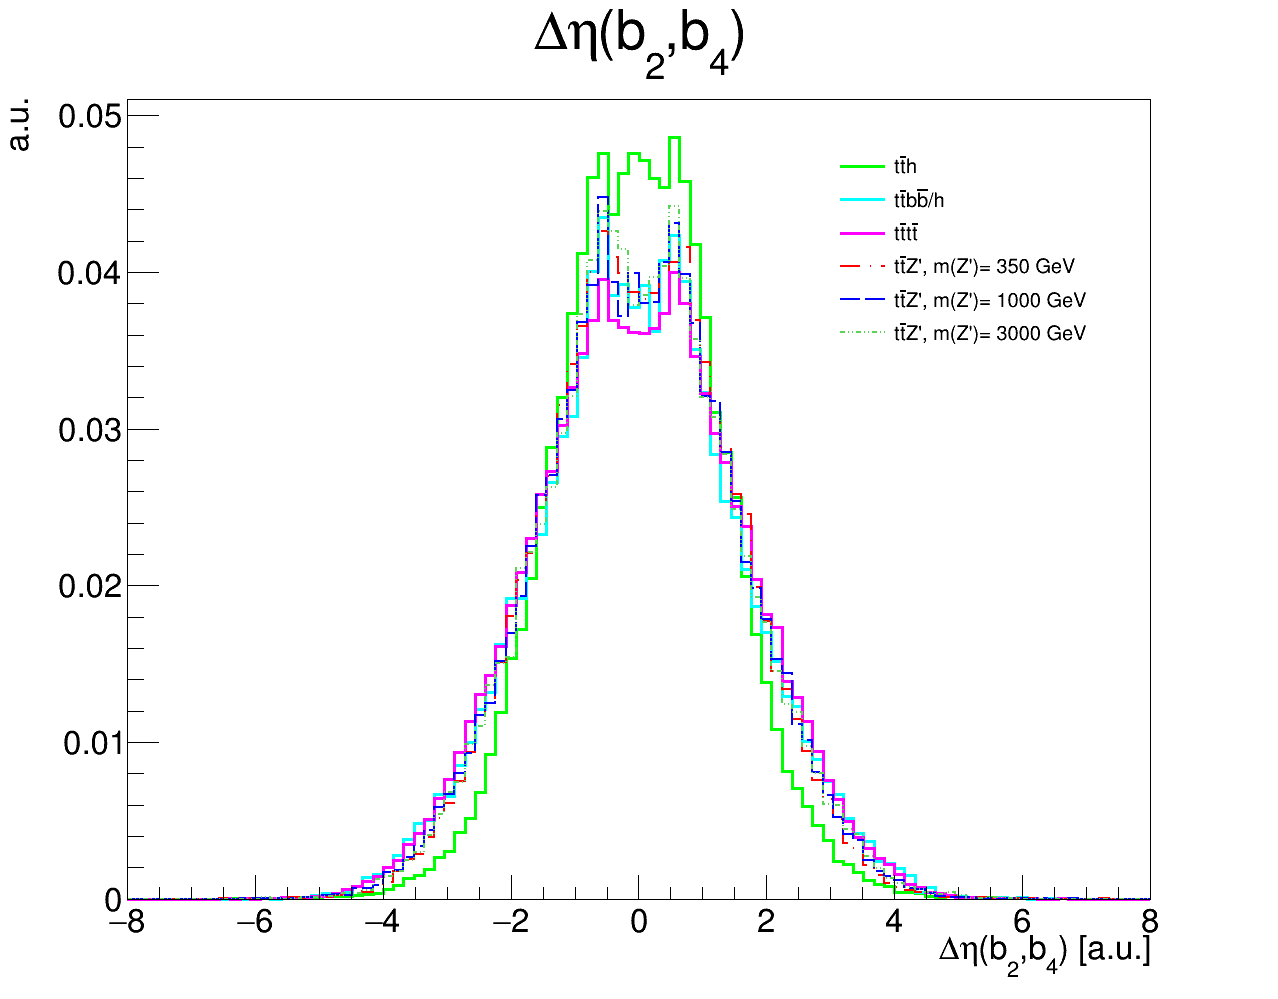 Δη(b₂,b₄)
a.u.
0.05
0.04
0.03
0.02
0.01
0
tt̄h
tt̄bb̄/h
tt̄tt̄
tt̄Z', m(Z')= 350 GeV
tt̄Z', m(Z')= 1000 GeV
tt̄Z', m(Z')= 3000 GeV
−8 −6 −4 −2 0 2 4 6 8
Δη(b₂,b₄) [a.u.]